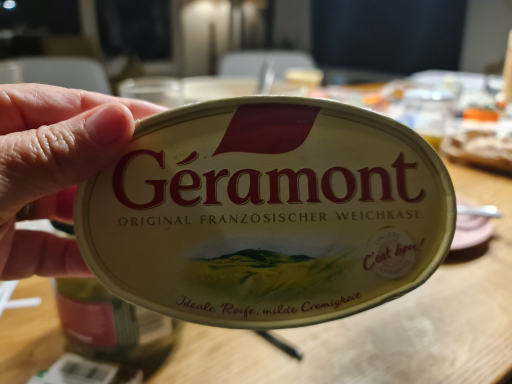 Géramont
ORIGINAL FRANZÖSISCHER WEICHKÄSE
C'est bon!
Ideale Reife, milde Cremigkeit